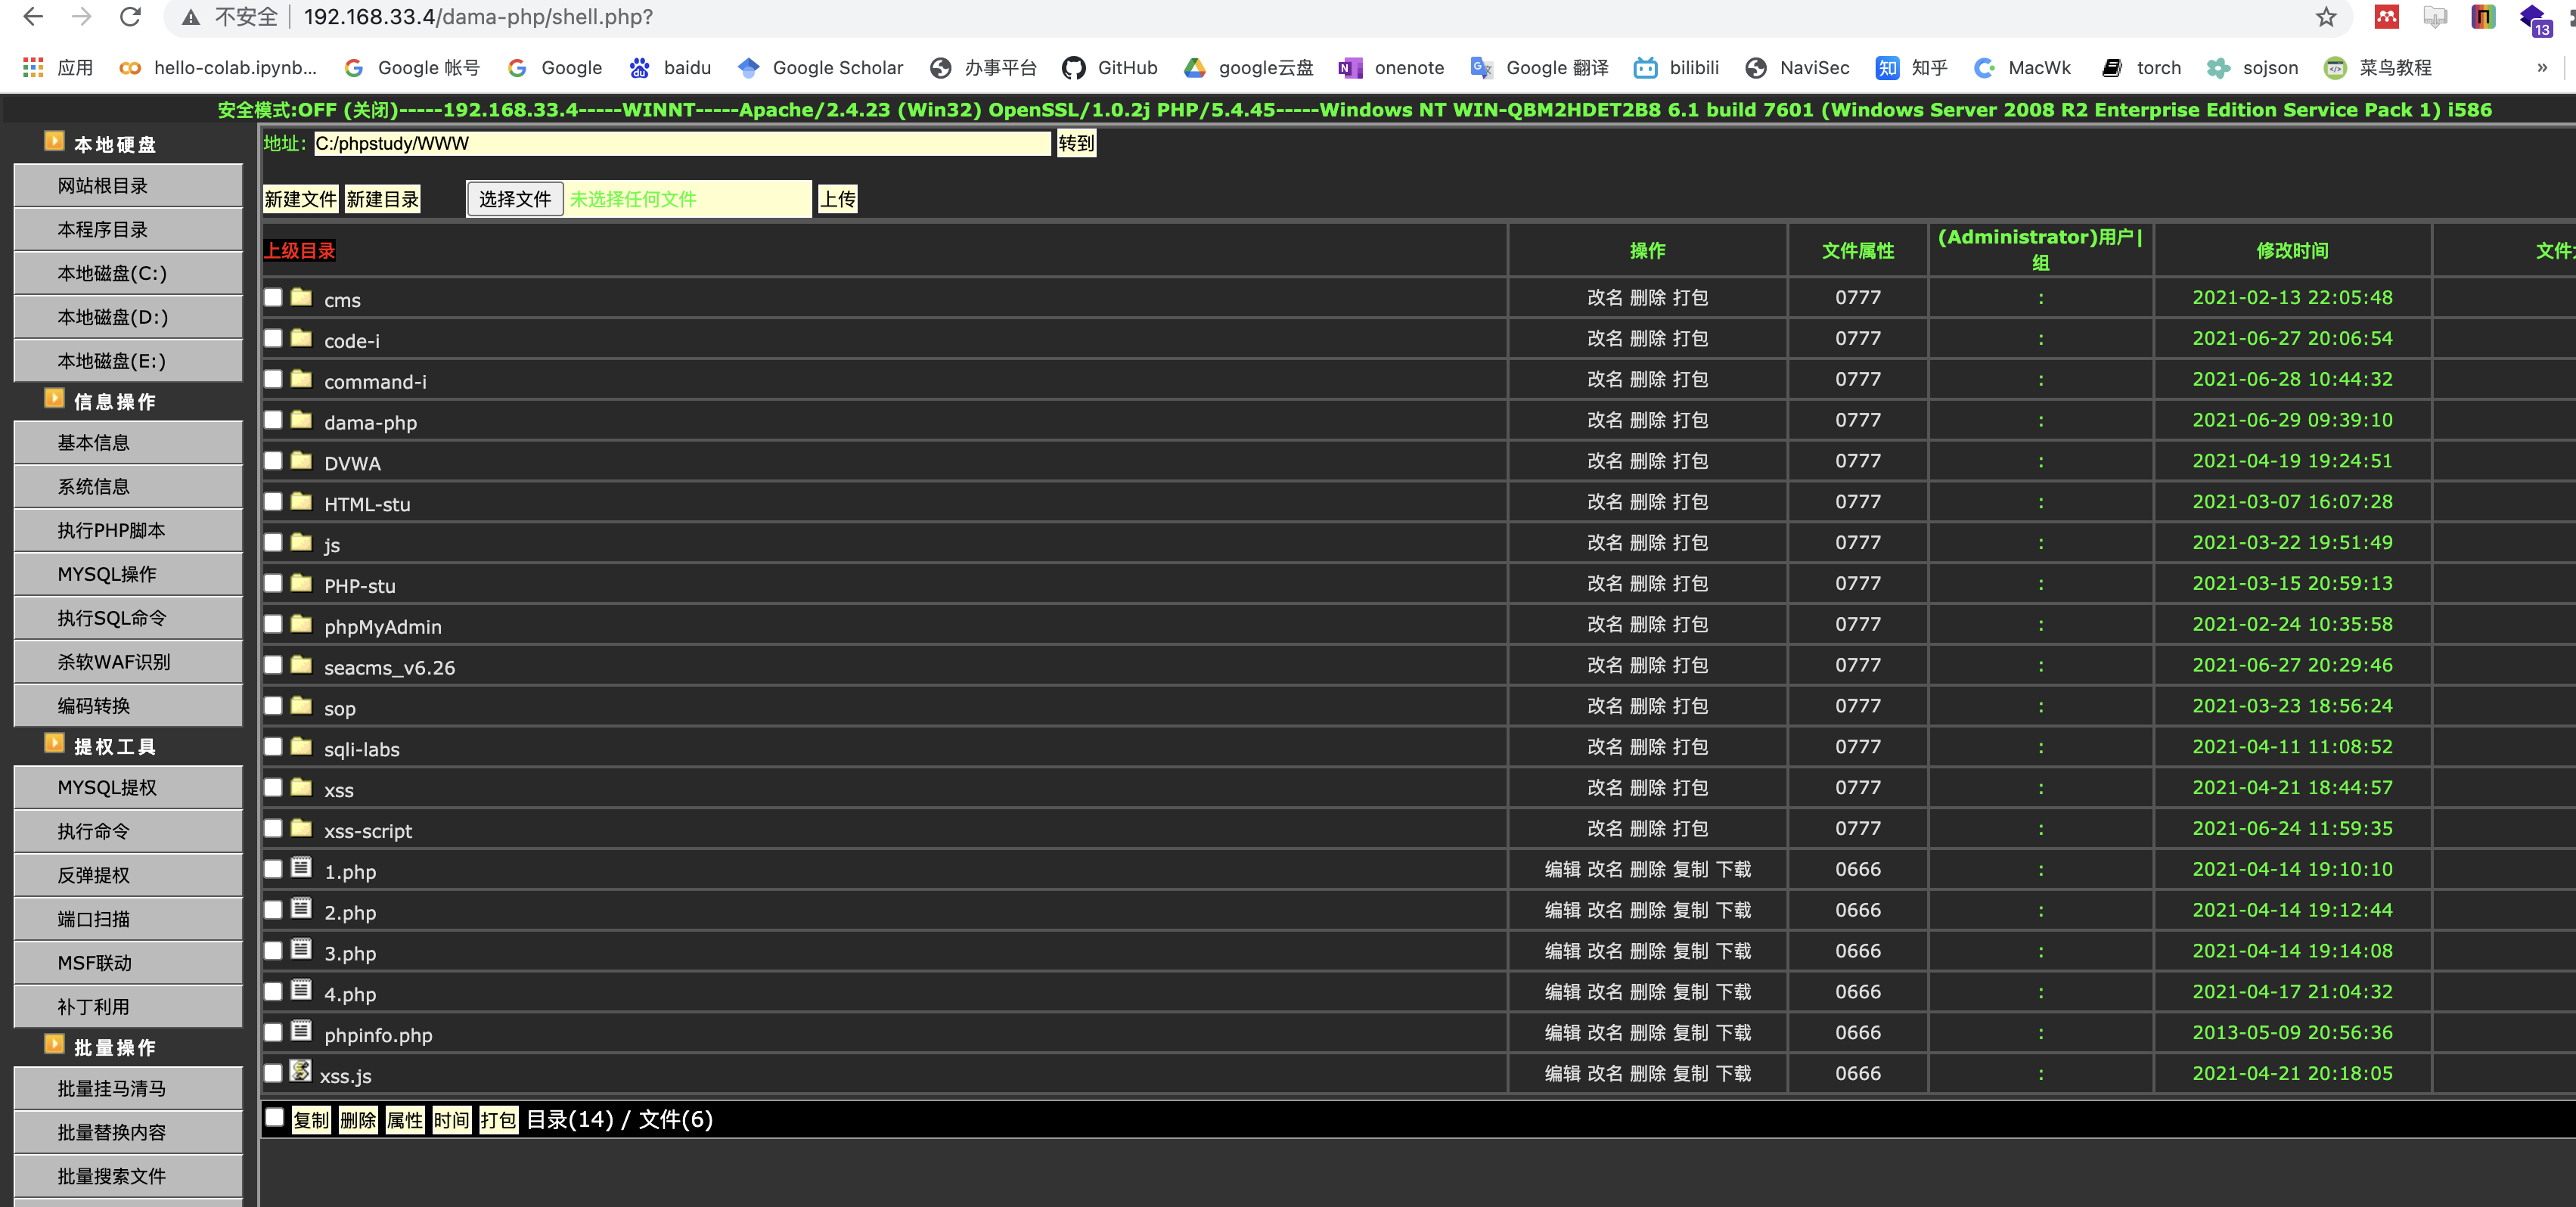 不安全 192.168.33.4/dama-php/shell.php?
13
应用 hello-colab.ipynb... Google 帐号 Google baidu Google Scholar 办事平台 GitHub google云盘 onenote Google 翻译 bilibili NaviSec 知乎 MacWk torch sojson 菜鸟教程 »
安全模式:OFF (关闭)-----192.168.33.4-----WINNT-----Apache/2.4.23 (Win32) OpenSSL/1.0.2j PHP/5.4.45-----Windows NT WIN-QBM2HDET2B8 6.1 build 7601 (Windows Server 2008 R2 Enterprise Edition Service Pack 1) i586
本地硬盘
网站根目录
本程序目录
本地磁盘(C:)
本地磁盘(D:)
本地磁盘(E:)
信息操作
基本信息
系统信息
执行PHP脚本
MYSQL操作
执行SQL命令
杀软WAF识别
编码转换
提权工具
MYSQL提权
执行命令
反弹提权
端口扫描
MSF联动
补丁利用
批量操作
批量挂马清马
批量替换内容
批量搜索文件
地址: C:/phpstudy/WWW 转到
新建文件 新建目录 选择文件 未选择任何文件 上传
上级目录 操作 文件属性 (Administrator)用户|组 修改时间 文件
cms 改名 删除 打包 0777 : 2021-02-13 22:05:48
code-i 改名 删除 打包 0777 : 2021-06-27 20:06:54
command-i 改名 删除 打包 0777 : 2021-06-28 10:44:32
dama-php 改名 删除 打包 0777 : 2021-06-29 09:39:10
DVWA 改名 删除 打包 0777 : 2021-04-19 19:24:51
HTML-stu 改名 删除 打包 0777 : 2021-03-07 16:07:28
js 改名 删除 打包 0777 : 2021-03-22 19:51:49
PHP-stu 改名 删除 打包 0777 : 2021-03-15 20:59:13
phpMyAdmin 改名 删除 打包 0777 : 2021-02-24 10:35:58
seacms_v6.26 改名 删除 打包 0777 : 2021-06-27 20:29:46
sop 改名 删除 打包 0777 : 2021-03-23 18:56:24
sqli-labs 改名 删除 打包 0777 : 2021-04-11 11:08:52
xss 改名 删除 打包 0777 : 2021-04-21 18:44:57
xss-script 改名 删除 打包 0777 : 2021-06-24 11:59:35
1.php 编辑 改名 删除 复制 下载 0666 : 2021-04-14 19:10:10
2.php 编辑 改名 删除 复制 下载 0666 : 2021-04-14 19:12:44
3.php 编辑 改名 删除 复制 下载 0666 : 2021-04-14 19:14:08
4.php 编辑 改名 删除 复制 下载 0666 : 2021-04-17 21:04:32
phpinfo.php 编辑 改名 删除 复制 下载 0666 : 2013-05-09 20:56:36
xss.js 编辑 改名 删除 复制 下载 0666 : 2021-04-21 20:18:05
复制 删除 属性 时间 打包 目录(14) / 文件(6)